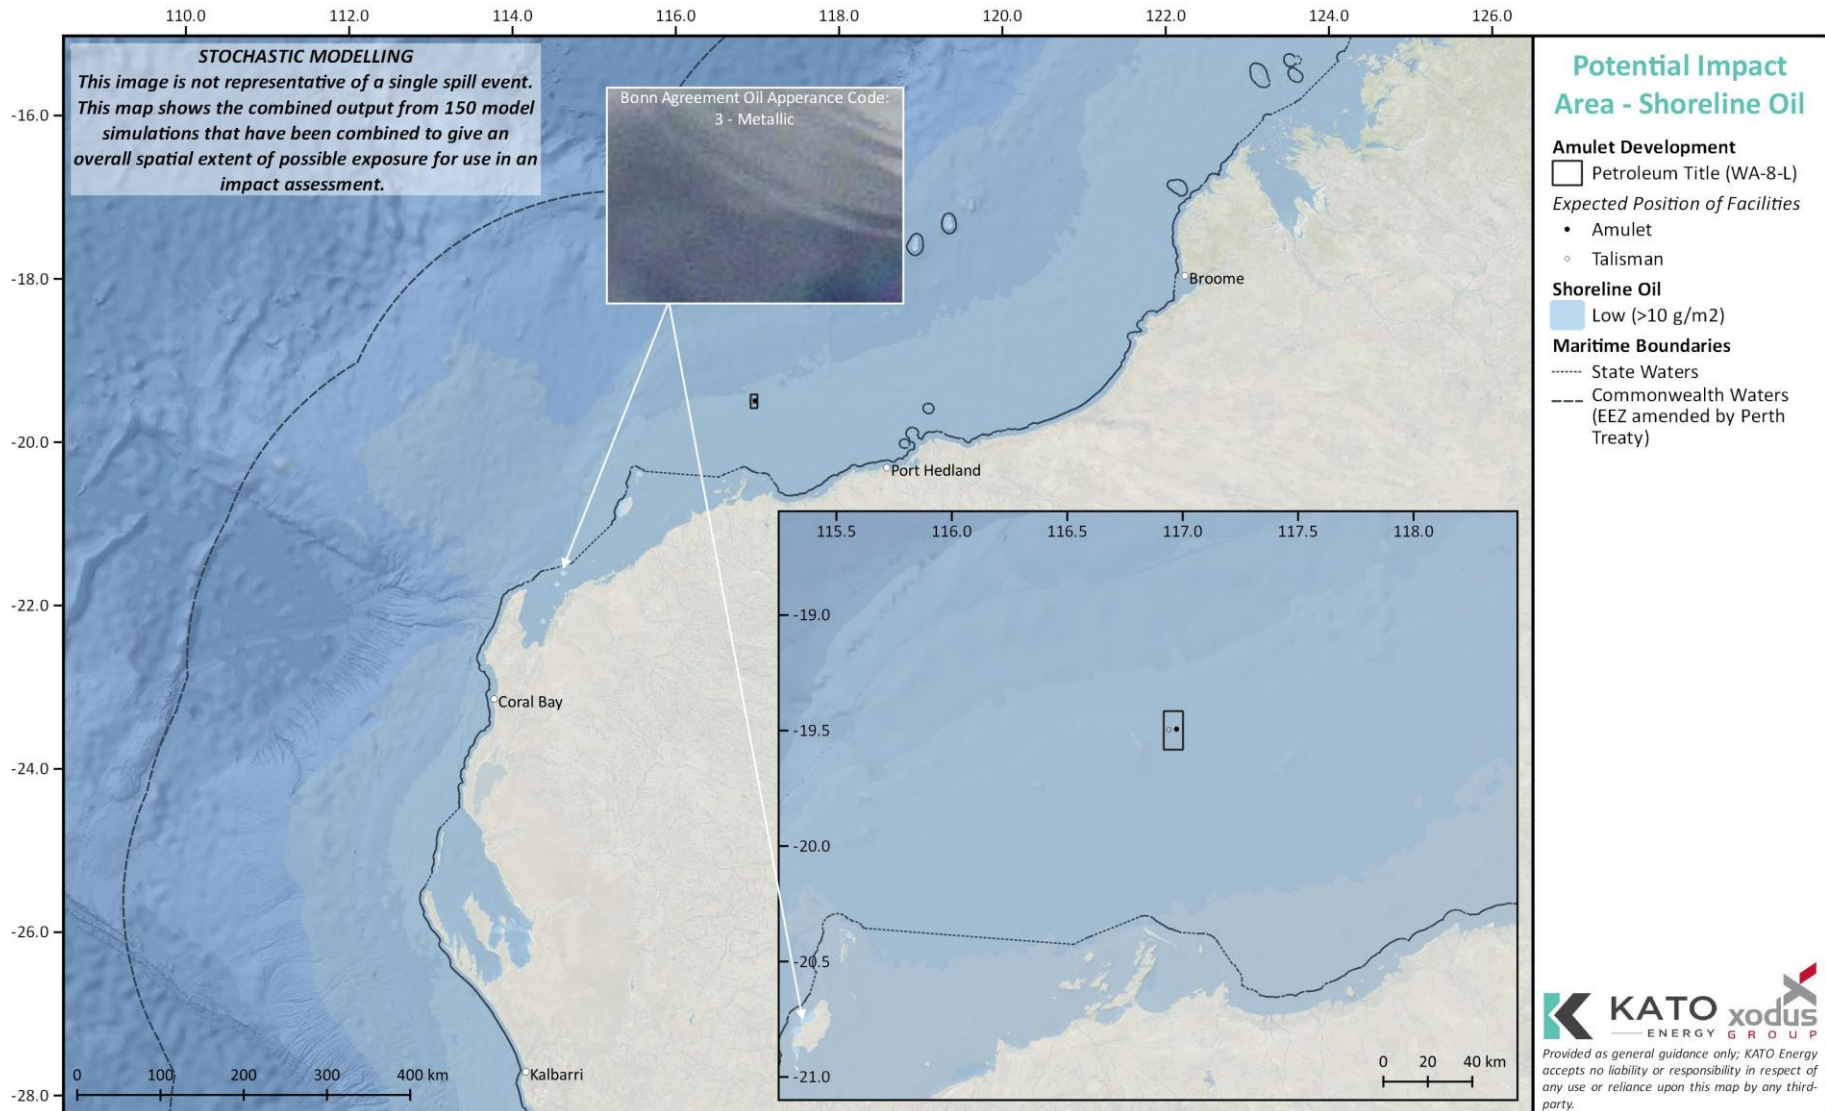 110.0 112.0 114.0 116.0 118.0 120.0 122.0 124.0 126.0
STOCHASTIC MODELLING
This image is not representative of a single spill event.
This map shows the combined output from 150 model
simulations that have been combined to give an
overall spatial extent of possible exposure for use in an
impact assessment.
Bonn Agreement Oil Apperance Code:
3 - Metallic
-16.0
-18.0
-20.0
-22.0
-24.0
-26.0
-28.0
Broome
Port Hedland
Coral Bay
Kalbarri
0 100 200 300 400 km
115.5 116.0 116.5 117.0 117.5 118.0
-19.0
-19.5
-20.0
-20.5
-21.0
0 20 40 km
Potential Impact
Area - Shoreline Oil
Amulet Development
Petroleum Title (WA-8-L)
Expected Position of Facilities
Amulet
Talisman
Shoreline Oil
Low (>10 g/m2)
Maritime Boundaries
State Waters
Commonwealth Waters
(EEZ amended by Perth
Treaty)
KATO
ENERGY
xodus
GROUP
Provided as general guidance only; KATO Energy
accepts no liability or responsibility in respect of
any use or reliance upon this map by any third-
party.